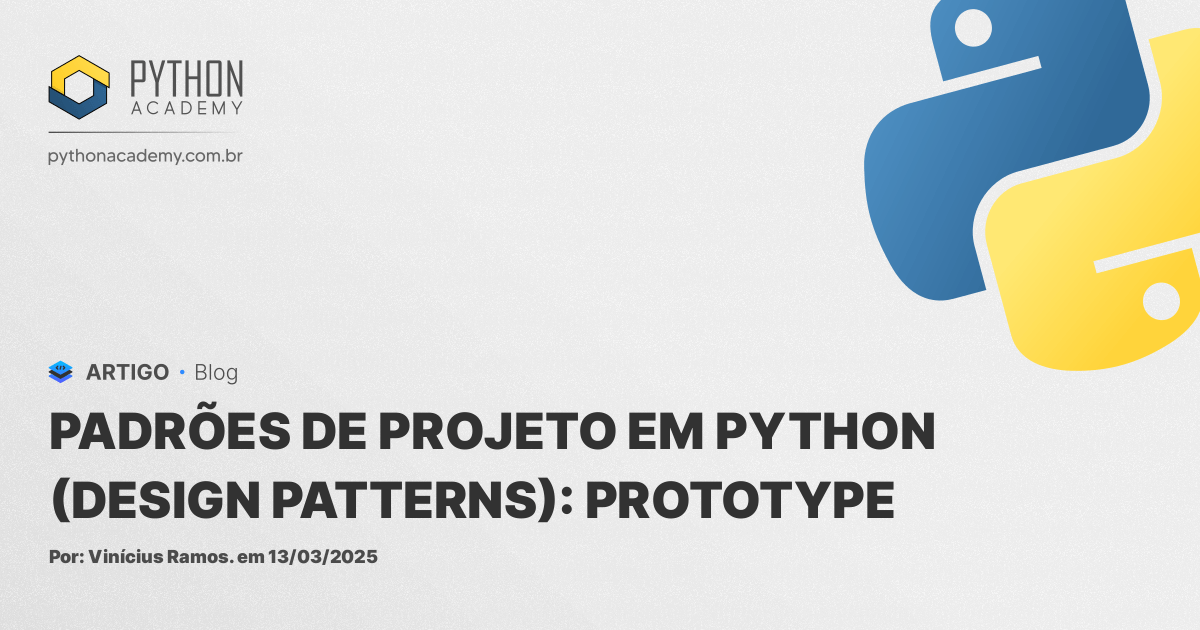 PYTHON
ACADEMY
pythonacademy.com.br
ARTIGO • Blog
PADRÕES DE PROJETO EM PYTHON
(DESIGN PATTERNS): PROTOTYPE
Por: Vinícius Ramos. em 13/03/2025